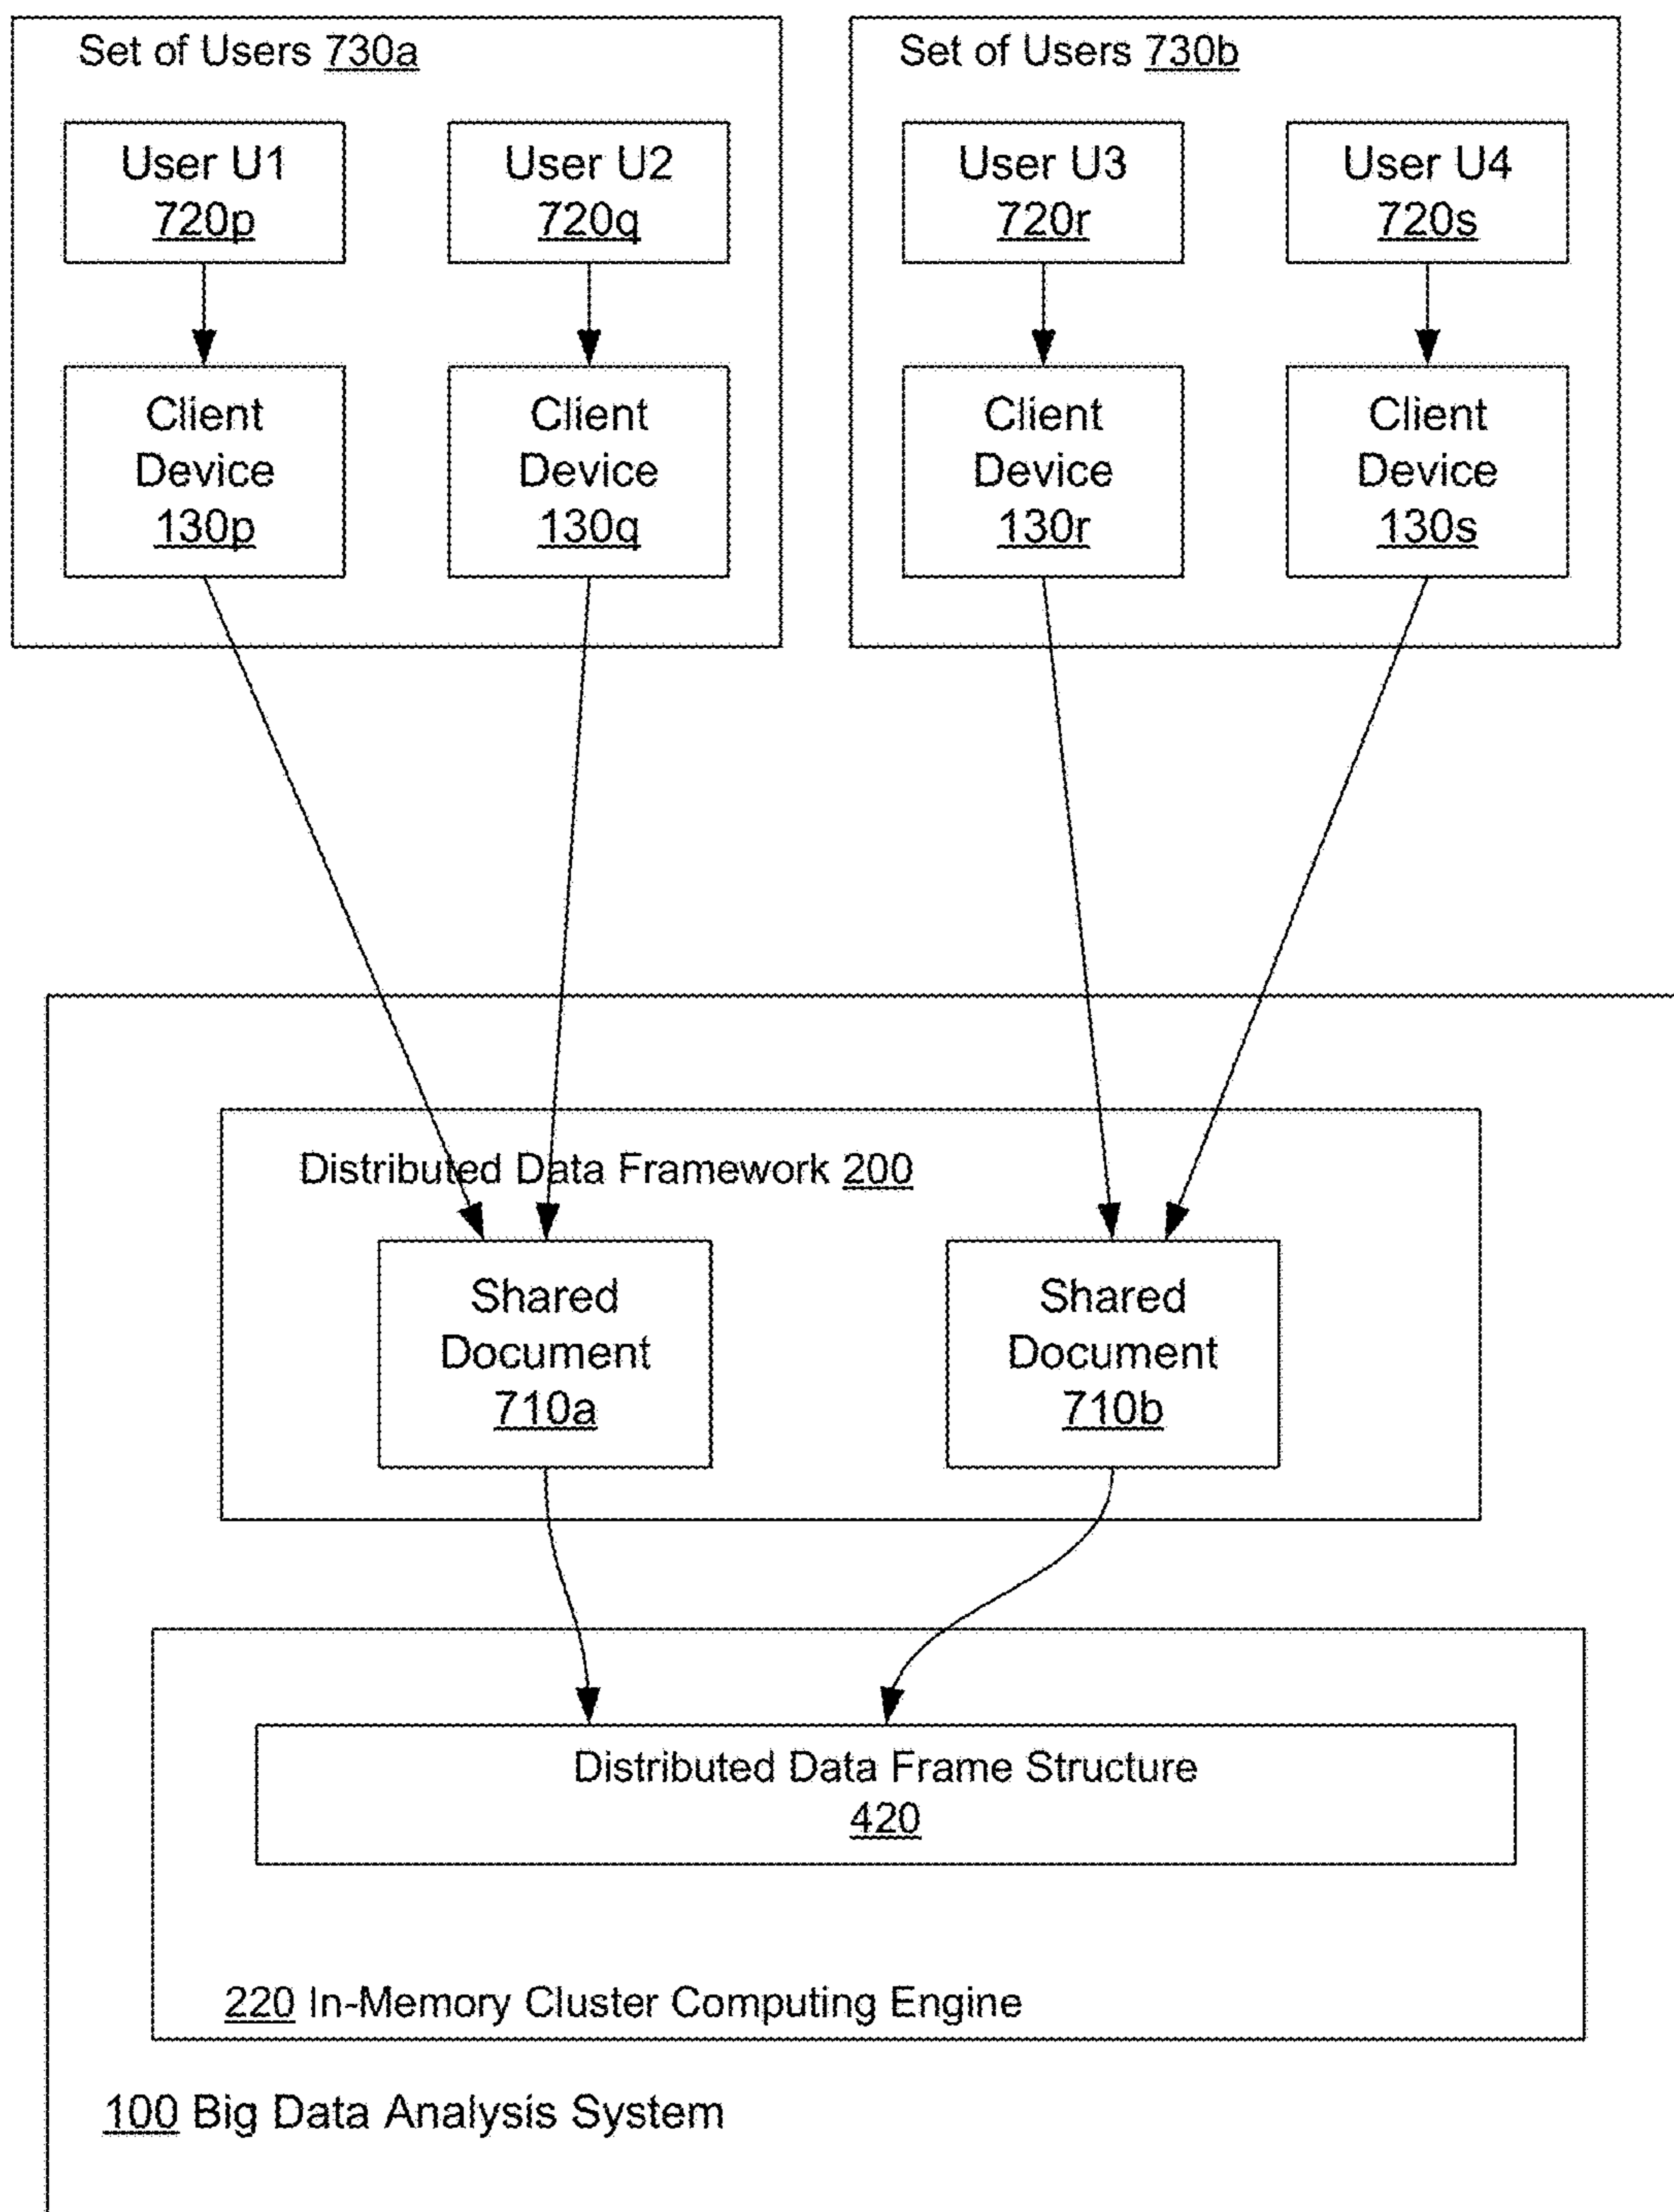 Set of Users 730a
User U1
720p
User U2
720q
Client
Device
130p
Client
Device
130q
Set of Users 730b
User U3
720r
User U4
720s
Client
Device
130r
Client
Device
130s
Distributed Data Framework 200
Shared
Document
710a
Shared
Document
710b
Distributed Data Frame Structure
420
220 In-Memory Cluster Computing Engine
100 Big Data Analysis System